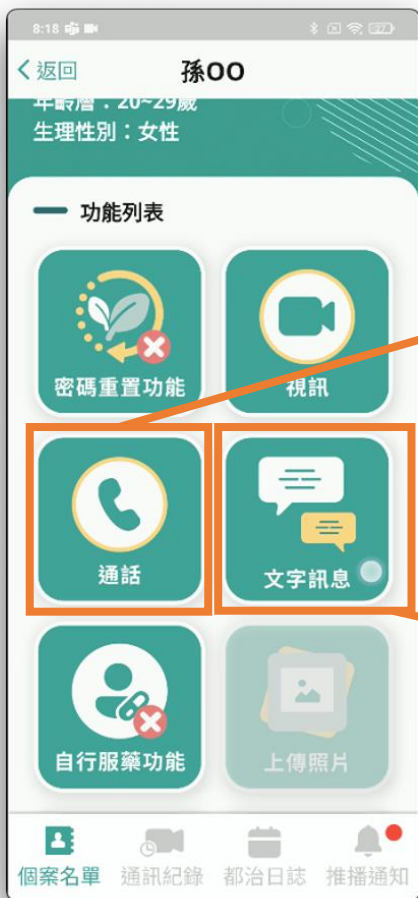 8:18
37
返回
孫OO
年齡層：20~29歲
生理性別：女性
功能列表
密碼重置功能
視訊
通話
文字訊息
自行服藥功能
上傳照片
個案名單
通訊紀錄
都治日誌
推播通知